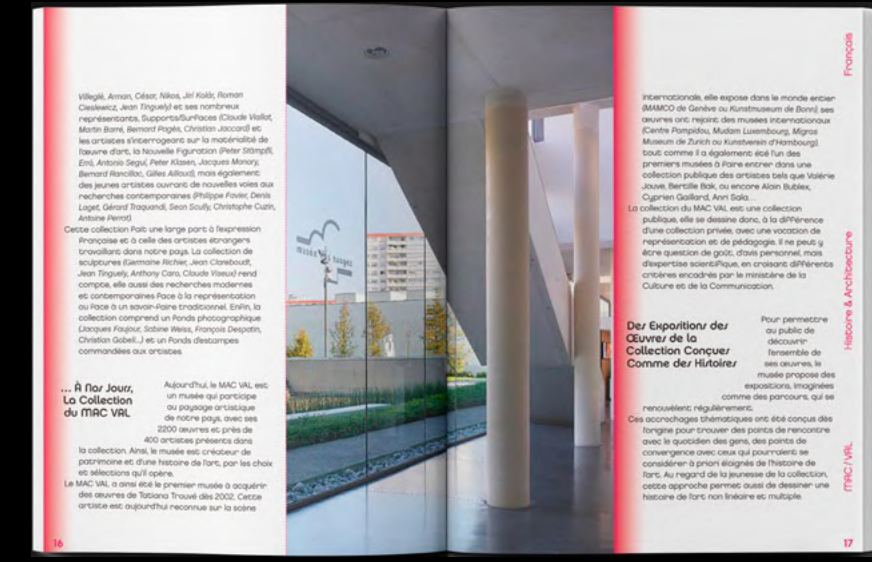 Villeglé, Arman, César, Nikos, Jiri Kolár, Roman
Cieslewicz, Jean Tinguely) et ses nombreux
représentants, Supports/Surfaces (Claude Viallat,
Martin Barré, Bernard Pagès, Christian Jaccard) et
les artistes s'interrogeant sur la matérialité de
l'œuvre d'art, la Nouvelle Figuration (Peter Stämpfli,
Erró, Antonio Seguí, Peter Klasen, Jacques Monory,
Bernard Rancillac, Gilles Aillaud), mais également
des jeunes artistes ouvrant de nouvelles voies aux
recherches contemporaines (Philippe Favier, Denis
Laget, Gérard Traquandi, Sean Scully, Christophe Cuzin,
Antoine Perrot).
Cette collection fait une large part à l'expression
française et à celle des artistes étrangers
travaillant dans notre pays. La collection de
sculptures (Germaine Richier, Jean Clareboudt,
Jean Tinguely, Anthony Caro, Claude Viseux) rend
compte, elle aussi des recherches modernes
et contemporaines face à la représentation
ou face à un savoir-faire traditionnel. Enfin, la
collection comprend un fonds photographique
(Jacques Faujour, Sabine Weiss, François Despatin,
Christian Gobeli...) et un fonds d'estampes
commandées aux artistes.
... À Nos Jours,
La Collection
du MAC VAL
Aujourd'hui, le MAC VAL est
un musée qui participe
au paysage artistique
de notre pays, avec ses
2200 œuvres et près de
400 artistes présents dans
la collection. Ainsi, le musée est créateur de
patrimoine et d'une histoire de l'art, par les choix
et sélections qu'il opère.
Le MAC VAL a ainsi été le premier musée à acquérir
des œuvres de Tatiana Trouvé dès 2002. Cette
artiste est aujourd'hui reconnue sur la scène
16
internationale, elle expose dans le monde entier
(MAMCO de Genève ou Kunstmuseum de Bonn), ses
œuvres ont rejoint des musées internationaux
(Centre Pompidou, Mudam Luxembourg, Migros
Museum de Zurich ou Kunstverein d'Hambourg).
tout comme il a également été l'un des
premiers musées à faire entrer dans une
collection publique des artistes tels que Valérie
Jouve, Bertille Bak, ou encore Alain Bublex,
Cyprien Gaillard, Anri Sala...
La collection du MAC VAL est une collection
publique, elle se dessine donc, à la différence
d'une collection privée, avec une vocation de
représentation et de pédagogie. Il ne peut y
être question de goût, d'avis personnel, mais
d'expertise scientifique, en croisant différents
critères encadrés par le ministère de la
Culture et de la Communication.
Des Expositions des
Œuvres de la
Collection Conçues
Comme des Histoires
Pour permettre
au public de
découvrir
l'ensemble de
ses œuvres, le
musée propose des
expositions, imaginées
comme des parcours, qui se
renouvèlent régulièrement.
Ces accrochages thématiques ont été conçus dès
l'origine pour trouver des points de rencontre
avec le quotidien des gens, des points de
convergence avec ceux qui pourraient se
considérer à priori éloignés de l'histoire de
l'art. Au regard de la jeunesse de la collection,
cette approche permet aussi de dessiner une
histoire de l'art non linéaire et multiple.
Français
Histoire & Architecture
MAC/VAL
17